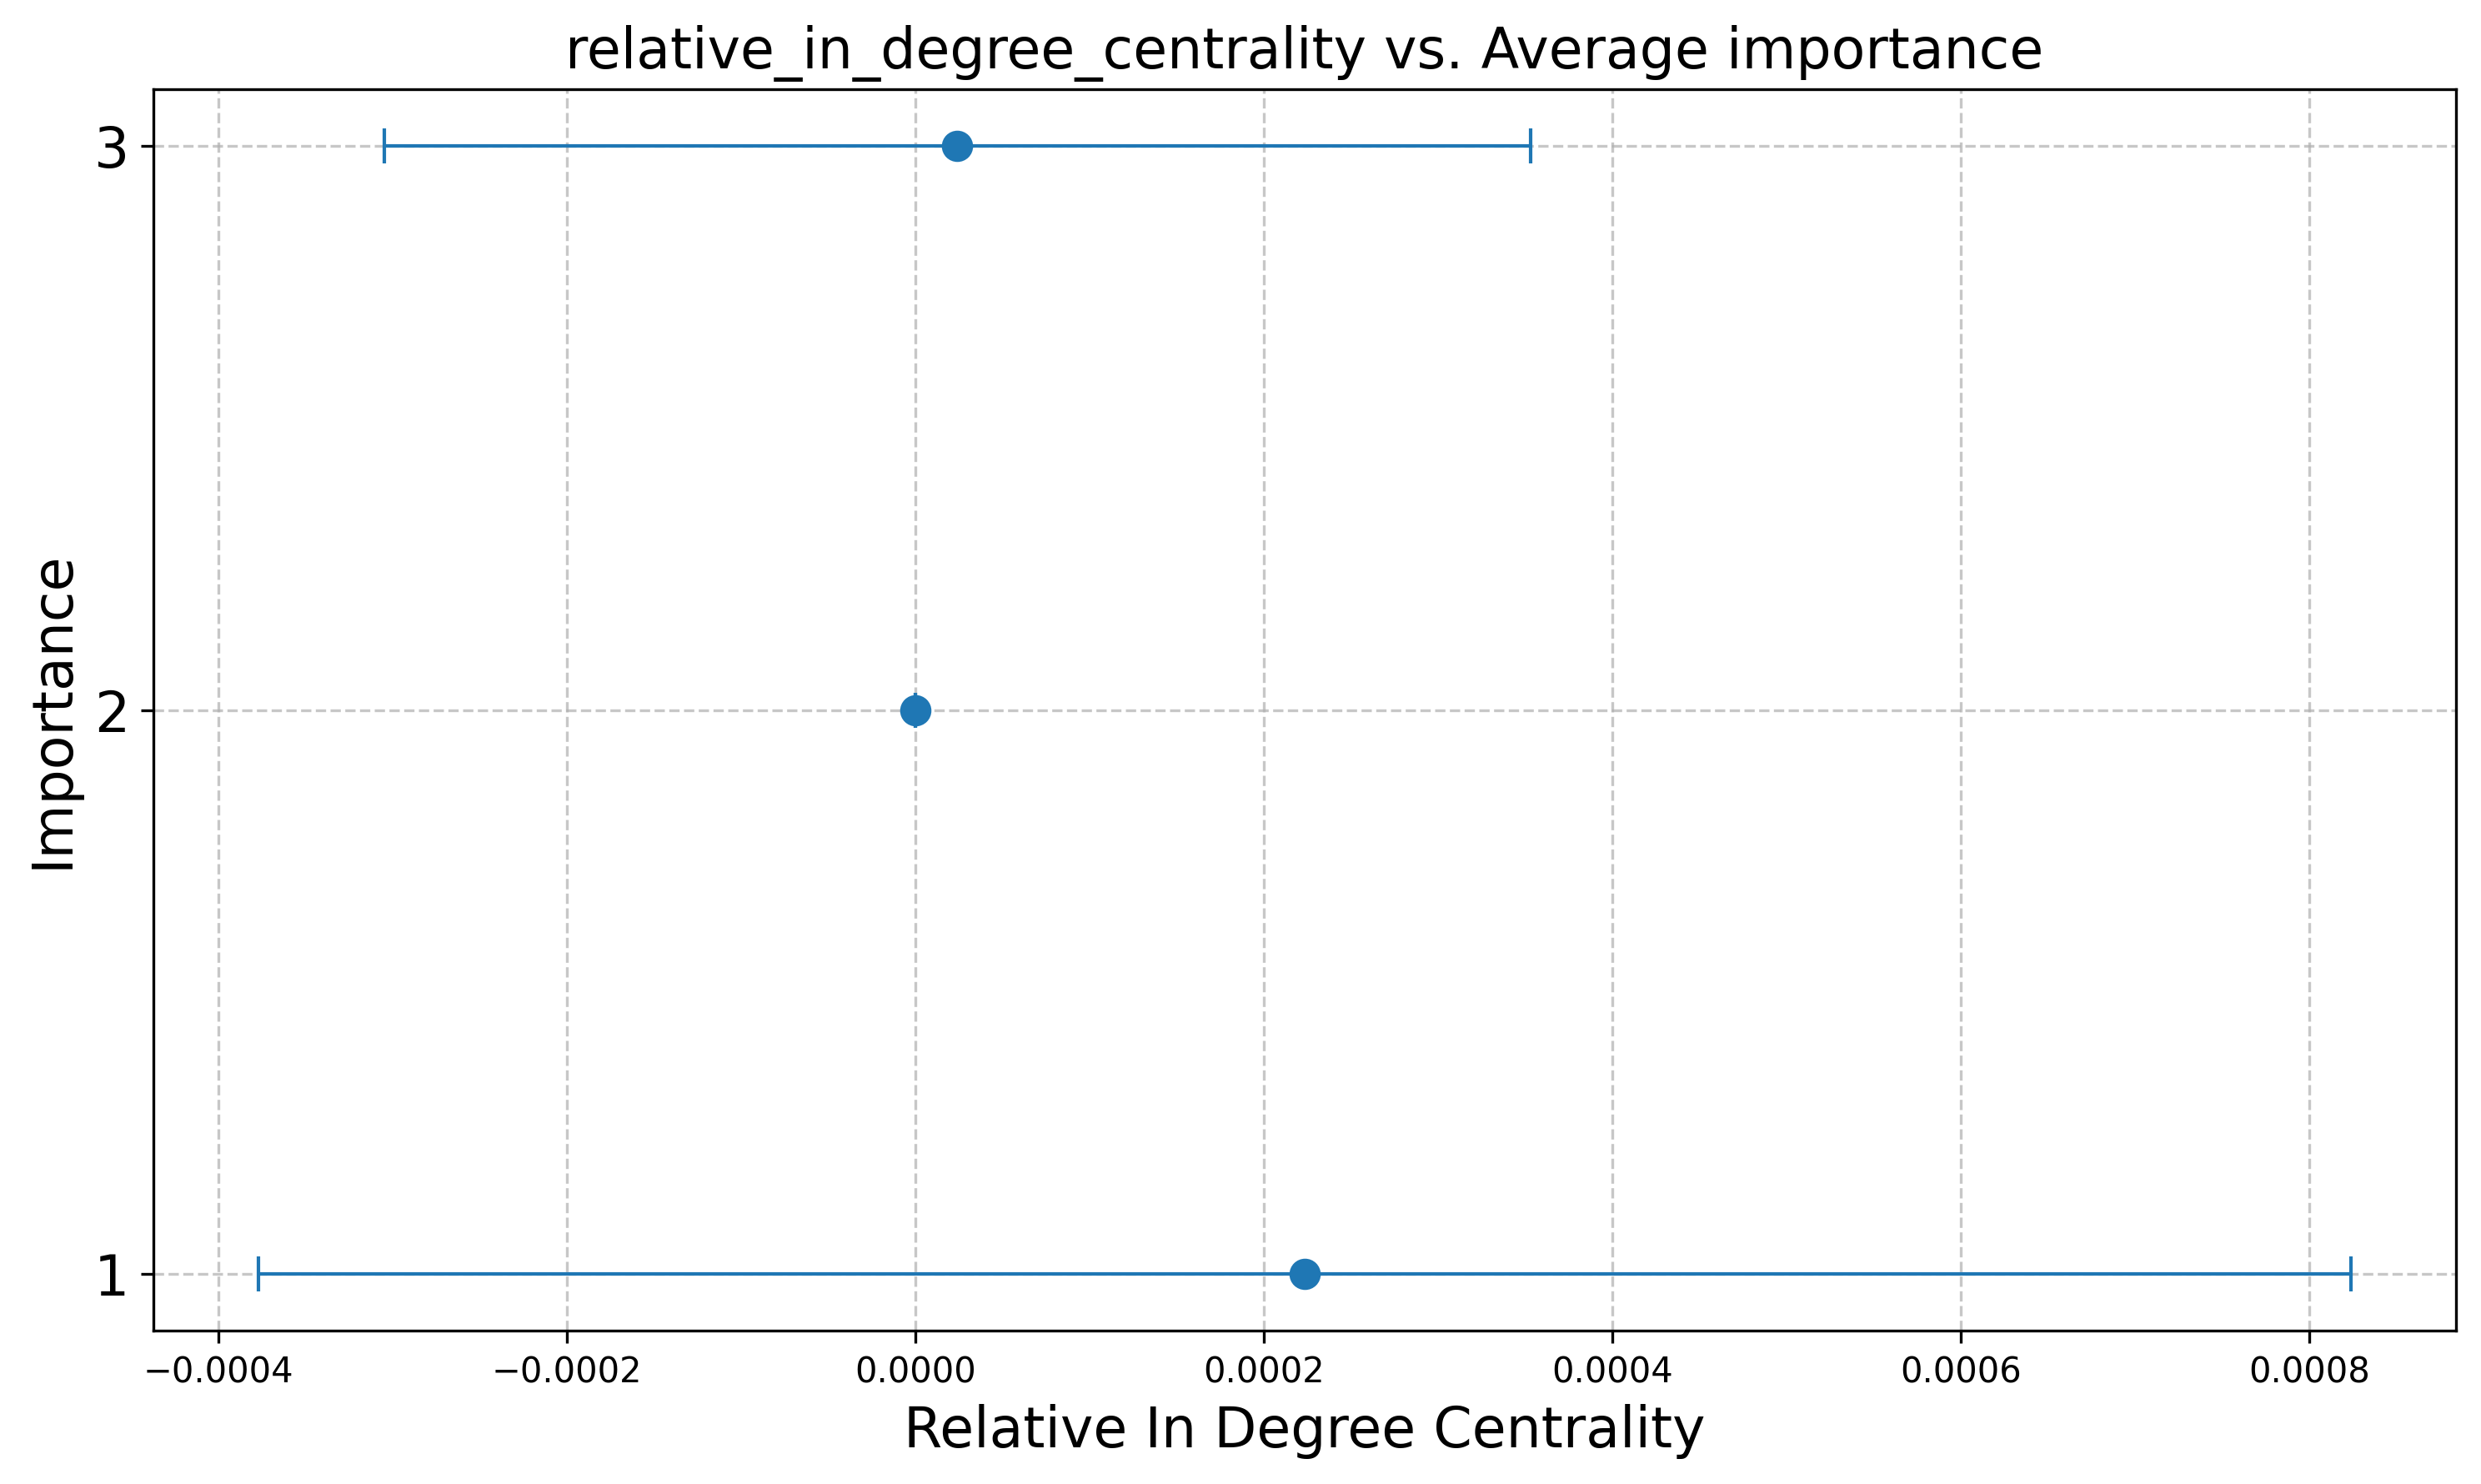 relative_in_degree_centrality vs. Average importance
3
2
1
Importance
−0.0004 −0.0002 0.0000 0.0002 0.0004 0.0006 0.0008
Relative In Degree Centrality